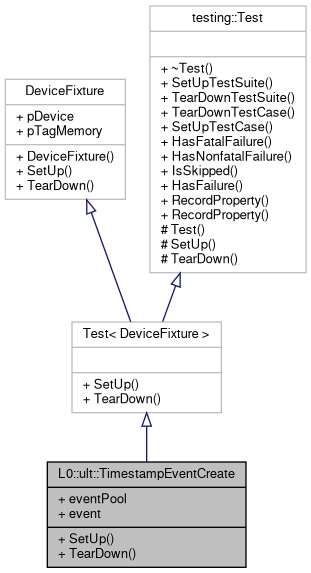 testing::Test
+ ~Test()
+ SetUpTestSuite()
+ TearDownTestSuite()
+ TearDownTestCase()
+ SetUpTestCase()
+ HasFatalFailure()
+ HasNonfatalFailure()
+ IsSkipped()
+ HasFailure()
+ RecordProperty()
+ RecordProperty()
# Test()
# SetUp()
# TearDown()
DeviceFixture
+ pDevice
+ pTagMemory
+ DeviceFixture()
+ SetUp()
+ TearDown()
Test< DeviceFixture >
+ SetUp()
+ TearDown()
L0::ult::TimestampEventCreate
+ eventPool
+ event
+ SetUp()
+ TearDown()